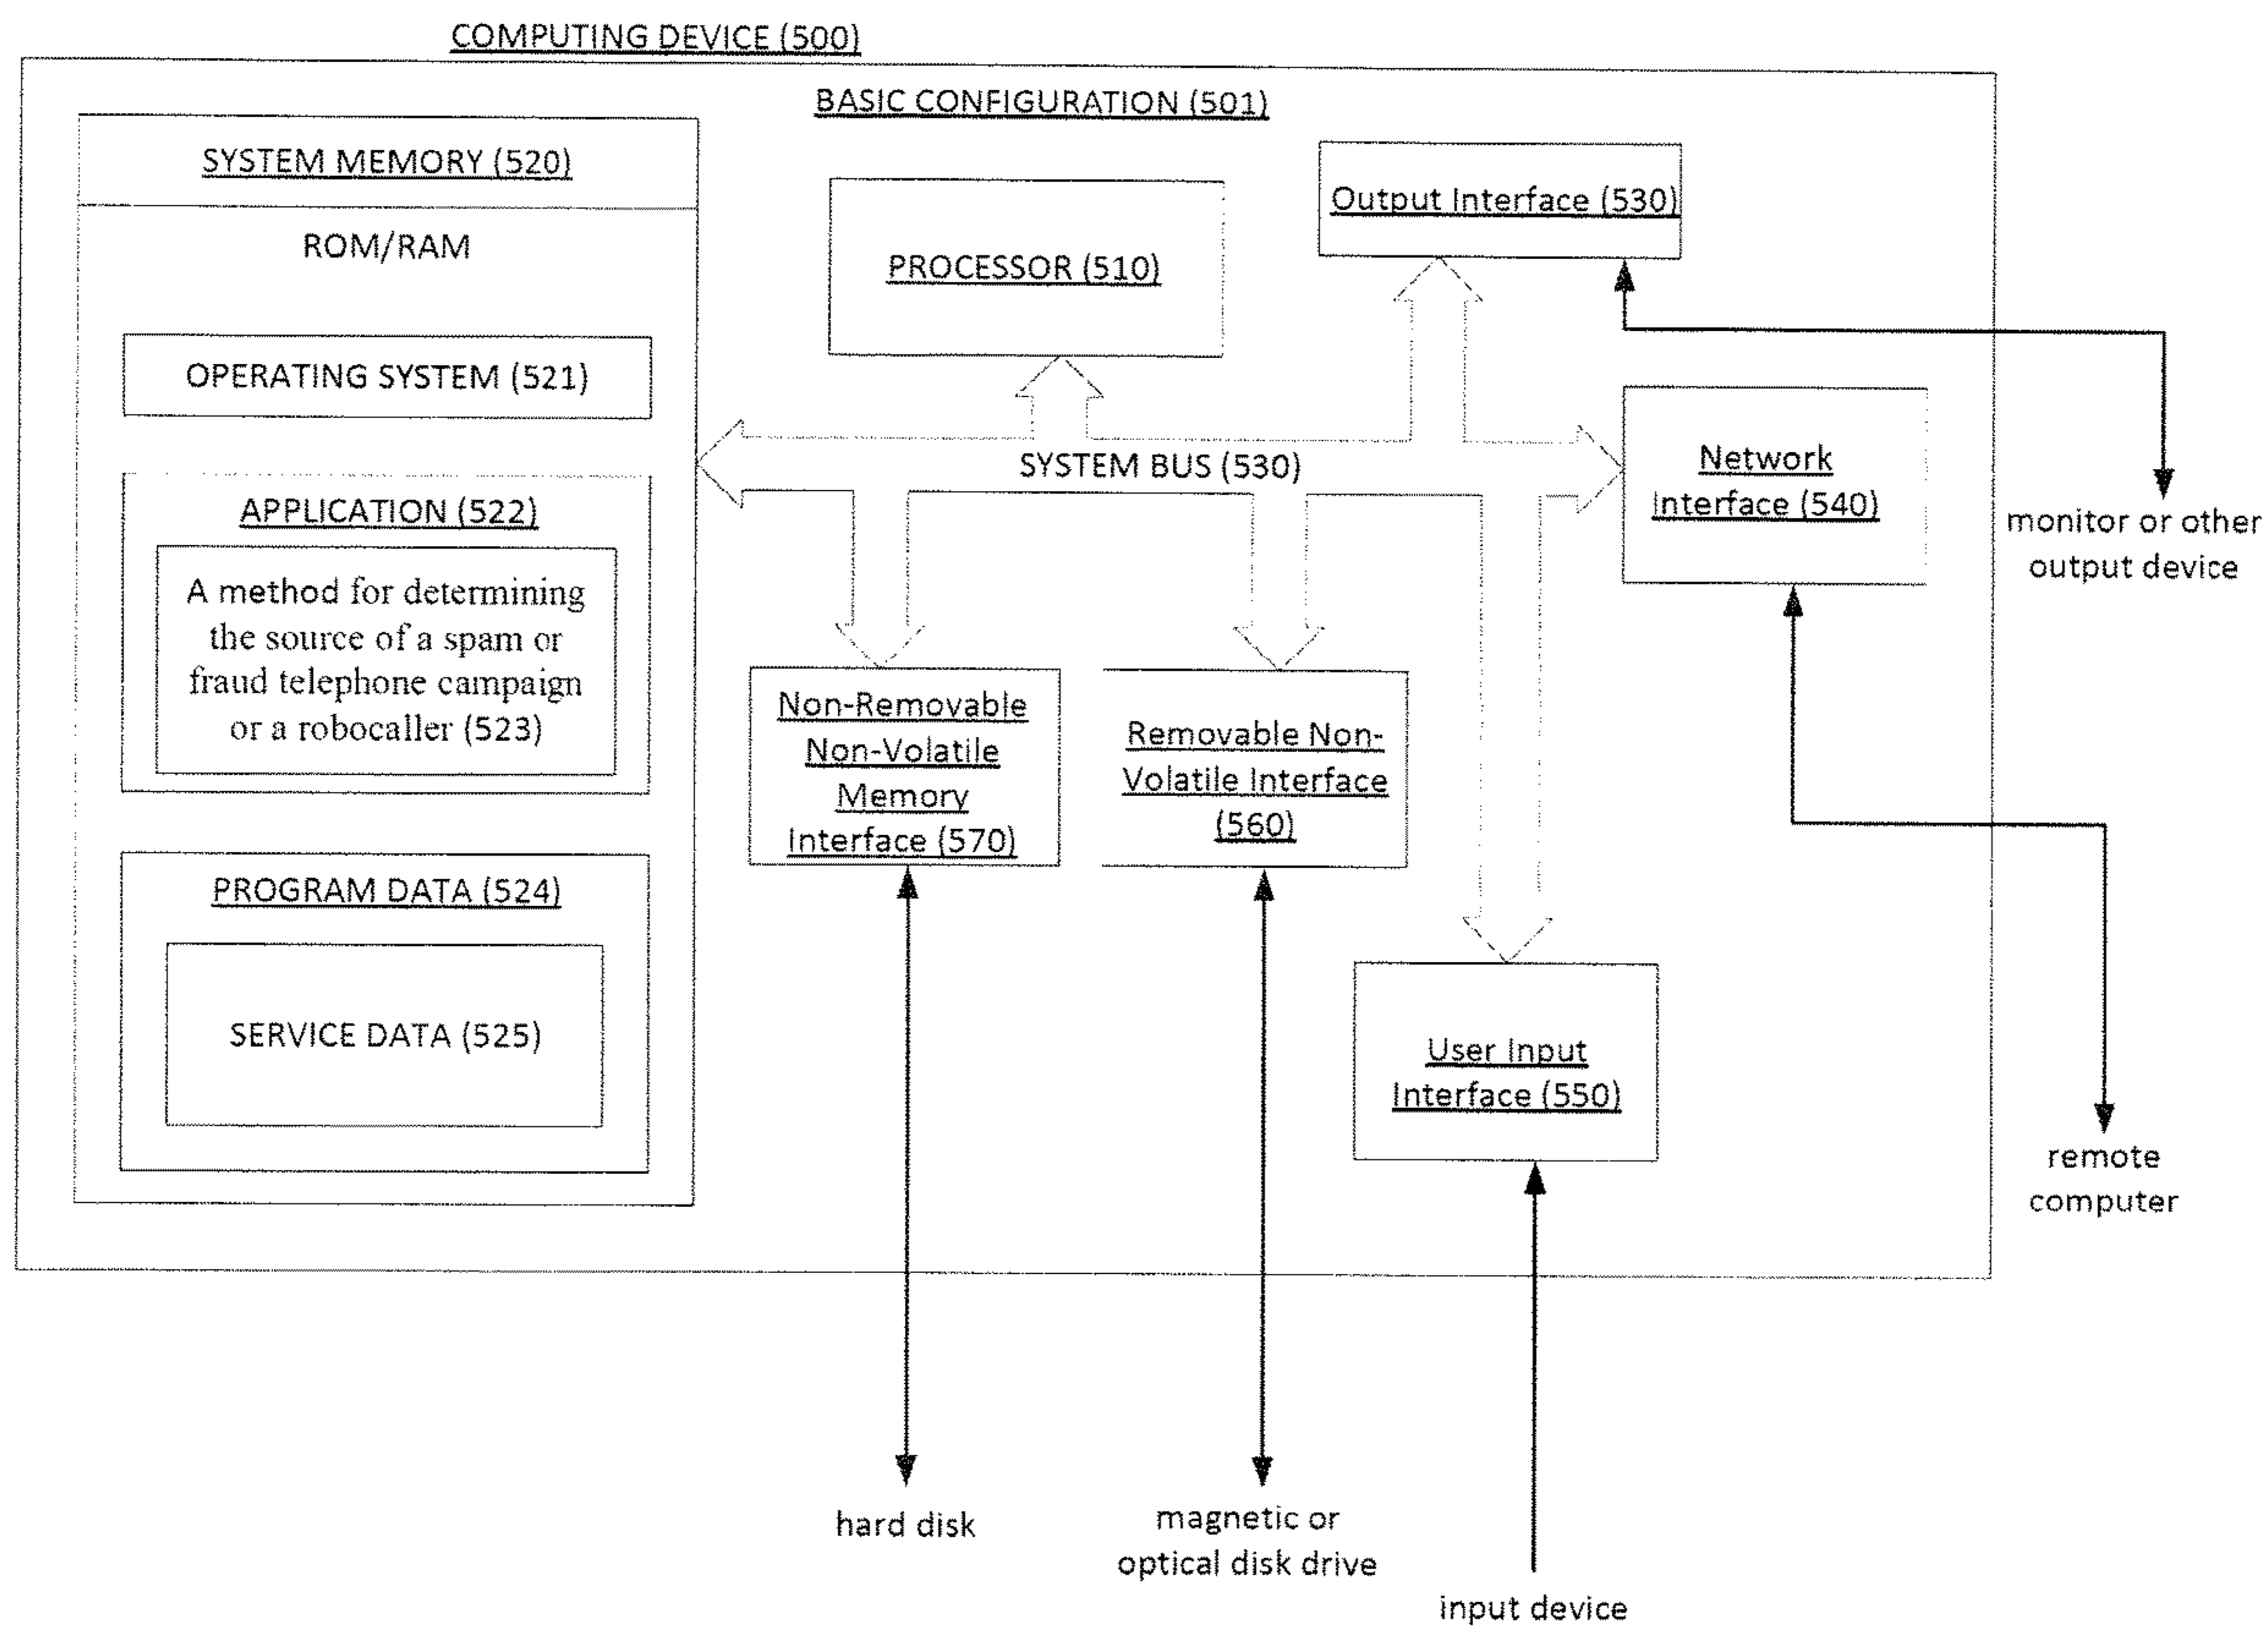 COMPUTING DEVICE (500)
BASIC CONFIGURATION (501)
SYSTEM MEMORY (520)
ROM/RAM
OPERATING SYSTEM (521)
APPLICATION (522)
A method for determining
the source of a spam or
fraud telephone campaign
or a robocaller (523)
PROGRAM DATA (524)
SERVICE DATA (525)
PROCESSOR (510)
Output Interface (530)
SYSTEM BUS (530)
Network
Interface (540)
monitor or other
output device
Non-Removable
Non-Volatile
Memory
Interface (570)
Removable Non-
Volatile Interface
(560)
User Input
Interface (550)
remote
computer
hard disk
magnetic or
optical disk drive
input device